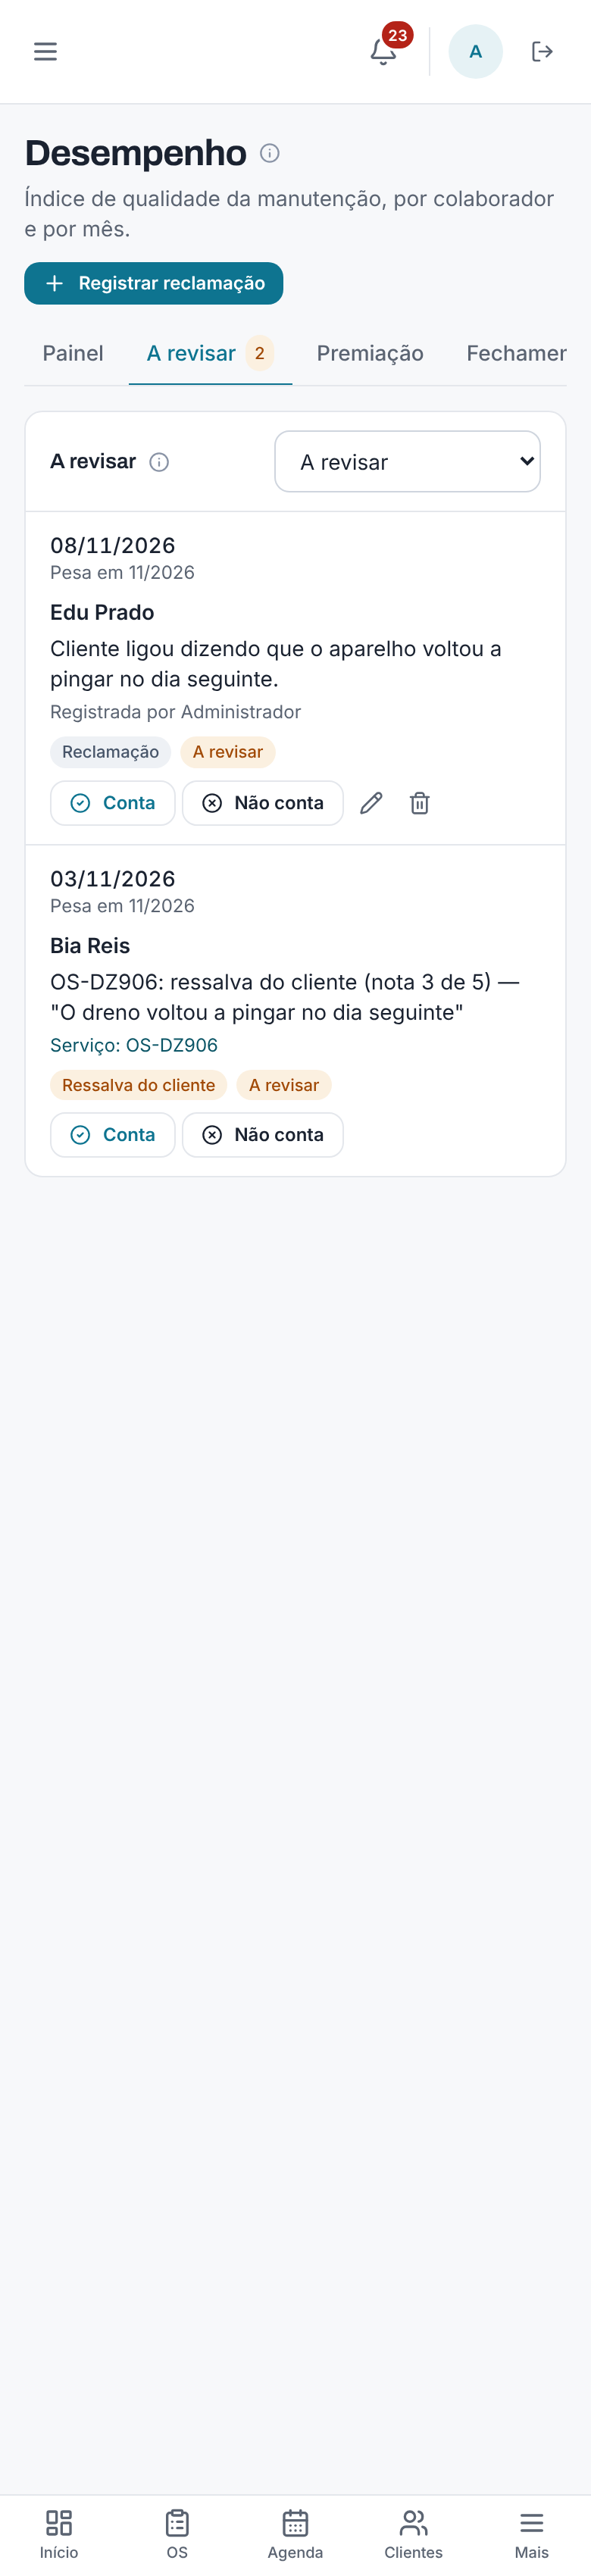 23
A
Desempenho
Índice de qualidade da manutenção, por colaborador
e por mês.
Registrar reclamação
Painel
A revisar 2
Premiação
Fechamer
A revisar
A revisar
08/11/2026
Pesa em 11/2026
Edu Prado
Cliente ligou dizendo que o aparelho voltou a
pingar no dia seguinte.
Registrada por Administrador
Reclamação
A revisar
Conta
Não conta
03/11/2026
Pesa em 11/2026
Bia Reis
OS-DZ906: ressalva do cliente (nota 3 de 5) —
"O dreno voltou a pingar no dia seguinte"
Serviço: OS-DZ906
Ressalva do cliente
A revisar
Conta
Não conta
Início
OS
Agenda
Clientes
Mais